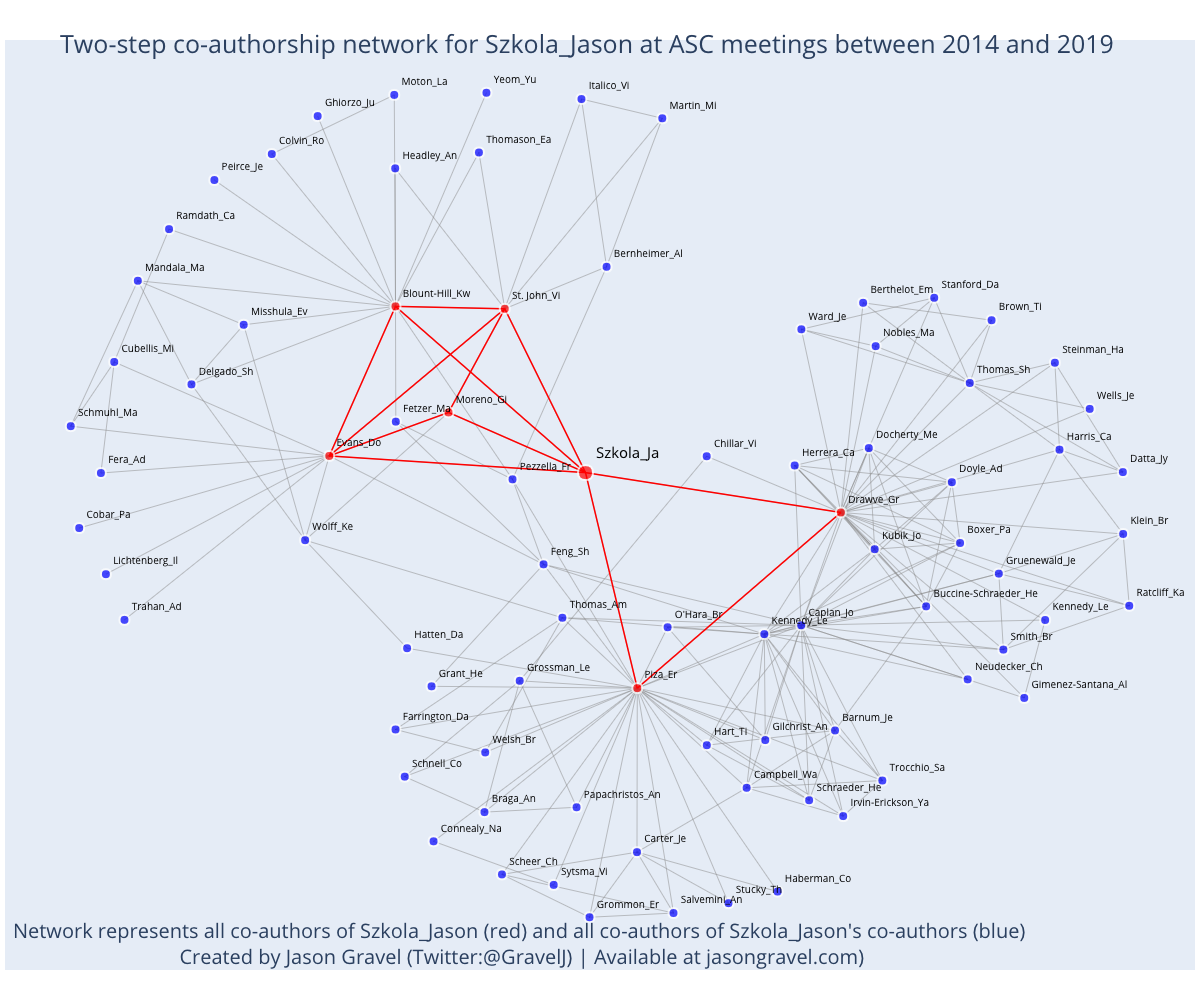 Two-step co-authorship network for Szkola_Jason at ASC meetings between 2014 and 2019
Moton_La
Yeom_Yu
Italico_Vi
Ghiorzo_Ju
Martin_Mi
Colvin_Ro
Headley_An
Thomason_Ea
Peirce_Je
Ramdath_Ca
Bernheimer_Al
Mandala_Ma
Blount-Hill_Kw
St. John_Vi
Berthelot_Em
Stanford_Da
Misshula_Ev
Ward_Je
Brown_Ti
Nobles_Ma
Cubellis_Mi
Delgado_Sh
Thomas_Sh
Steinman_Ha
Schmuhl_Ma
Fetzer_Ma
Moreno_Gi
Wells_Je
Evans_Do
Szkola_Ja
Chillar_Vi
Docherty_Me
Harris_Ca
Fera_Ad
Pezzella_Fr
Herrera_Ca
Doyle_Ad
Datta_Jy
Cobar_Pa
Wolff_Ke
Drawve_Gr
Boxer_Pa
Klein_Br
Lichtenberg_Il
Feng_Sh
Kubik_Jo
Gruenewald_Je
Trahan_Ad
Thomas_Am
O'Hara_Br
Kennedy_Le
Caplan_Jo
Buccine-Schraeder_He
Kennedy_Le
Ratcliff_Ka
Hatten_Da
Smith_Br
Grant_He
Grossman_Le
Piza_Er
Neudecker_Ch
Gimenez-Santana_Al
Farrington_Da
Welsh_Br
Hart_Ti
Gilchrist_An
Barnum_Je
Schnell_Co
Campbell_Wa
Trocchio_Sa
Braga_An
Papachristos_An
Schraeder_He
Irvin-Erickson_Ya
Connealy_Na
Carter_Je
Scheer_Ch
Sytsma_Vi
Haberman_Co
Grommon_Er
Salvemini_An
Stucky_Th
Network represents all co-authors of Szkola_Jason (red) and all co-authors of Szkola_Jason's co-authors (blue)
Created by Jason Gravel (Twitter:@GravelJ) | Available at jasongravel.com)